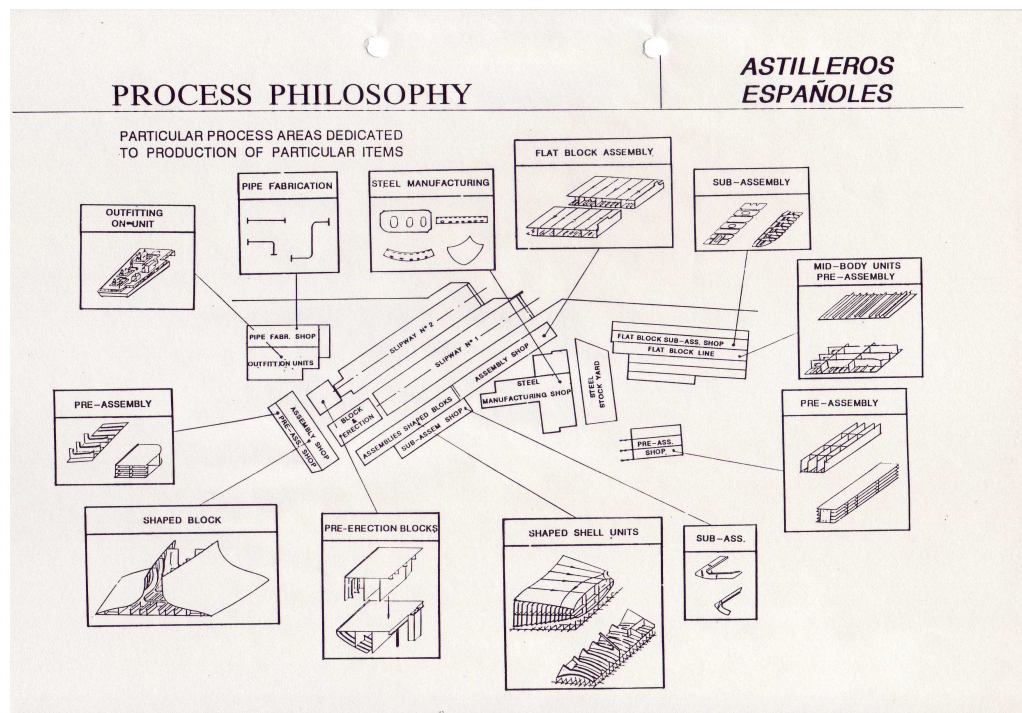 PROCESS PHILOSOPHY
ASTILLEROS
ESPAÑOLES
PARTICULAR PROCESS AREAS DEDICATED
TO PRODUCTION OF PARTICULAR ITEMS
OUTFITTING
ON-UNIT
PIPE FABRICATION
STEEL MANUFACTURING
FLAT BLOCK ASSEMBLY
SUB-ASSEMBLY
MID-BODY UNITS
PRE-ASSEMBLY
PIPE FABR. SHOP
OUTFITTION UNITS
SLIPWAY Nº 2
SLIPWAY Nº 1
ASSEMBLY SHOP
FLAT BLOCK SUB-ASS. SHOP
FLAT BLOCK LINE
STEEL
MANUFACTURING SHOP
STEEL
STOCK YARD
PRE-ASSEMBLY
ASSEMBLY SHOP
PRE-ASS. SHOP
BLOCK
&
ERECTION
ASSEMBLIES SHAPED BLOKS
SUB-ASSEM SHOP
PRE-ASS.
SHOP
PRE-ASSEMBLY
SHAPED BLOCK
PRE-ERECTION BLOCKS
SHAPED SHELL UNITS
SUB-ASS.